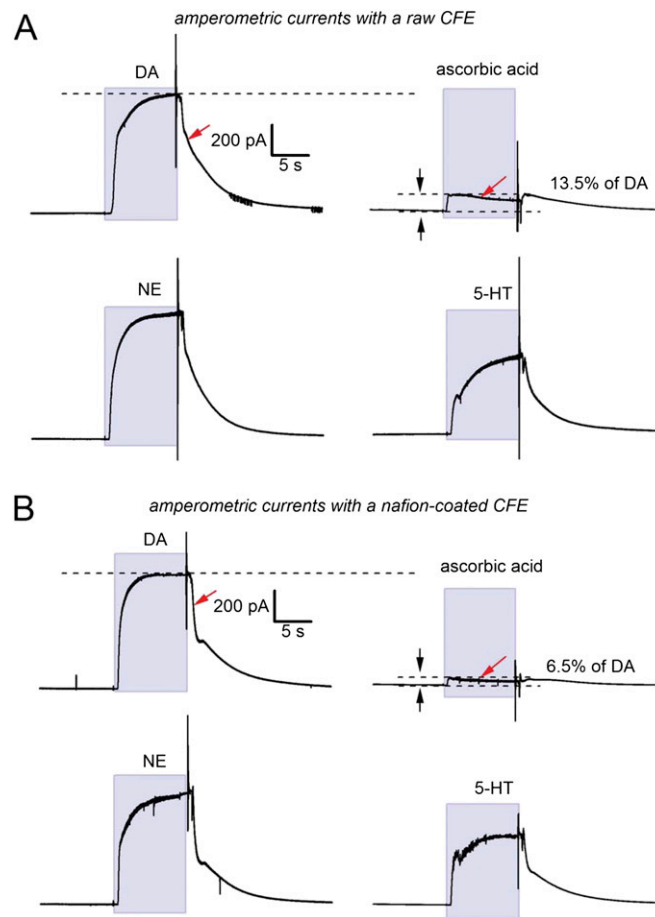 A
amperometric currents with a raw CFE
DA
ascorbic acid
200 pA
5 s
13.5% of DA
NE
5-HT
B
amperometric currents with a nafion-coated CFE
DA
ascorbic acid
200 pA
5 s
6.5% of DA
NE
5-HT